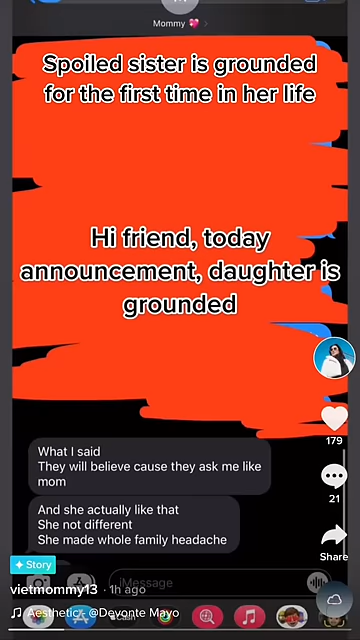 Mommy 💖 >
Spoiled sister is grounded
for the first time in her life
Hi friend, today
announcement, daughter is
grounded
179
What I said
They will believe cause they ask me like
mom
21
And she actually like that
She not different
She made whole family headache
Share
Story
vietmommy13 · 1h ago
iMessage
Aesthetic - @Devonte Mayo
Cash